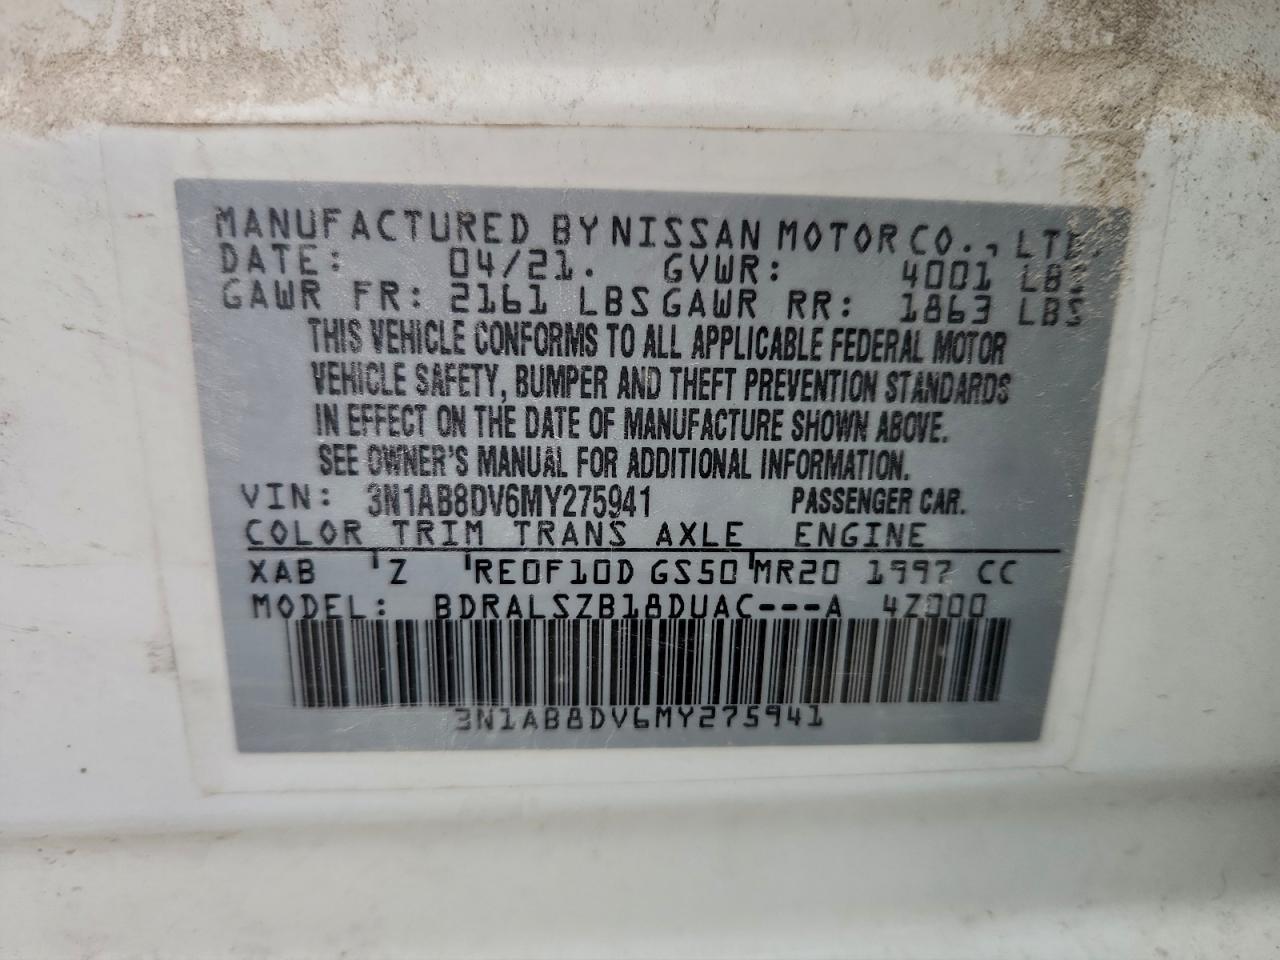 MANUFACTURED BY NISSAN MOTOR CO., LTD.
DATE: 04/21. GVWR: 4001 LBS
GAWR FR: 2161 LBS GAWR RR: 1863 LBS
THIS VEHICLE CONFORMS TO ALL APPLICABLE FEDERAL MOTOR
VEHICLE SAFETY, BUMPER AND THEFT PREVENTION STANDARDS
IN EFFECT ON THE DATE OF MANUFACTURE SHOWN ABOVE.
SEE OWNER'S MANUAL FOR ADDITIONAL INFORMATION.
VIN: 3N1AB8DV6MY275941 PASSENGER CAR.
COLOR TRIM TRANS AXLE ENGINE
XAB Z RE0F10D GS50 MR20 1997 CC
MODEL: BDRALSZB18DUAC---A 4Z000
3N1AB8DV6MY275941